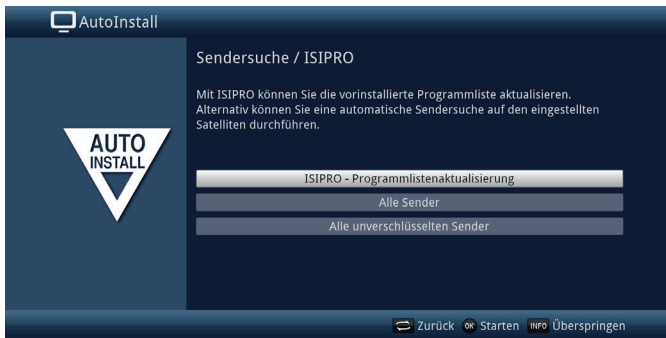 AutoInstall
Sendersuche / ISIPRO
Mit ISIPRO können Sie die vorinstallierte Programmliste aktualisieren.
Alternativ können Sie eine automatische Sendersuche auf den eingestellten
Satelliten durchführen.
AUTO
INSTALL
ISIPRO - Programmlistenaktualisierung
Alle Sender
Alle unverschlüsselten Sender
Zurück OK Starten INFO Überspringen